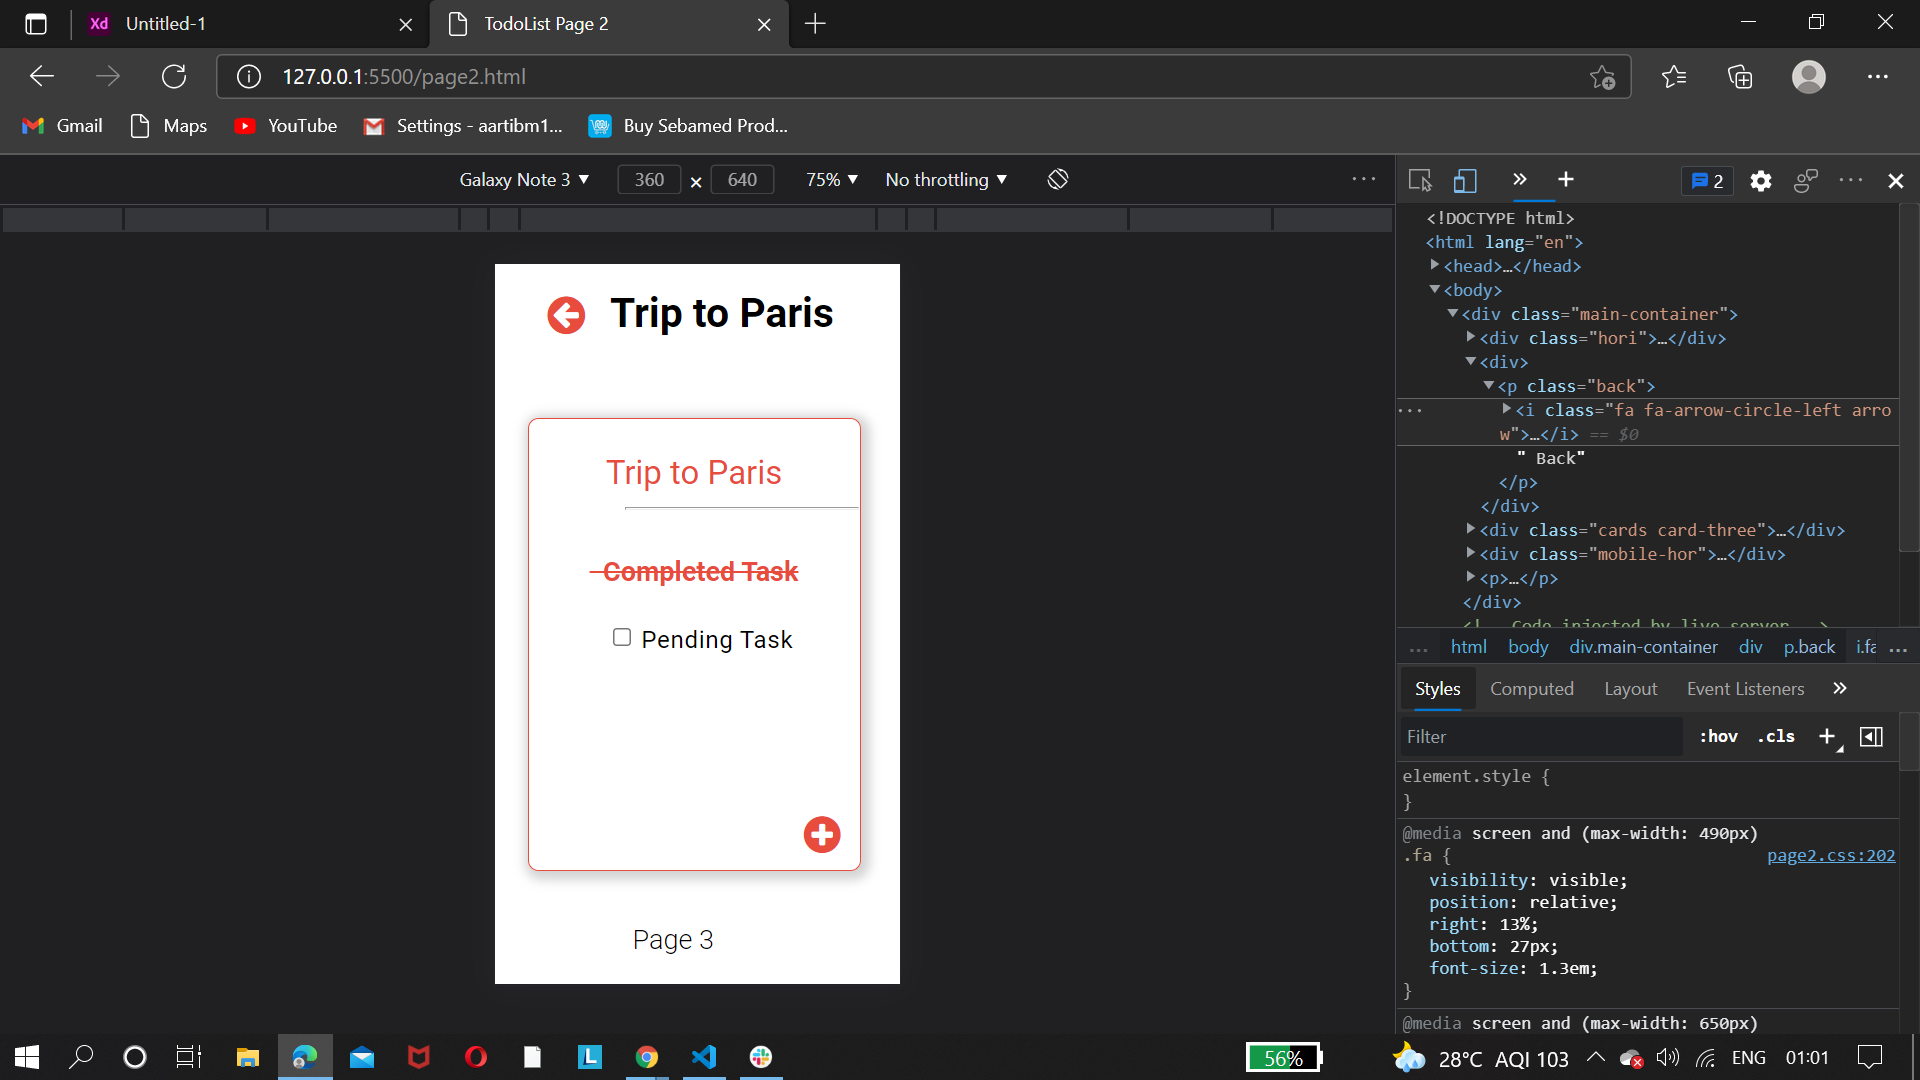 Xd Untitled-1
TodoList Page 2
127.0.0.1:5500/page2.html
Gmail
Maps
YouTube
Settings - aartibm1...
Buy Sebamed Prod...
Galaxy Note 3
360
×
640
75%
No throttling
2
Trip to Paris
Trip to Paris
Completed Task
Pending Task
Page 3
<!DOCTYPE html>
<html lang="en">
<head>…</head>
<body>
<div class="main-container">
<div class="hori">…</div>
<div>
<p class="back">
<i class="fa fa-arrow-circle-left arro
w">…</i> == $0
" Back"
</p>
</div>
<div class="cards card-three">…</div>
<div class="mobile-hor">…</div>
<p>…</p>
</div>
<!-- Code injected by live-server -->
... html body div.main-container div p.back i.fa ...
Styles Computed Layout Event Listeners
Filter
:hov .cls
element.style {
}
@media screen and (max-width: 490px)
.fa {
page2.css:202
visibility: visible;
position: relative;
right: 13%;
bottom: 27px;
font-size: 1.3em;
}
@media screen and (max-width: 650px)
L
56%
28°C AQI 103
ENG
01:01